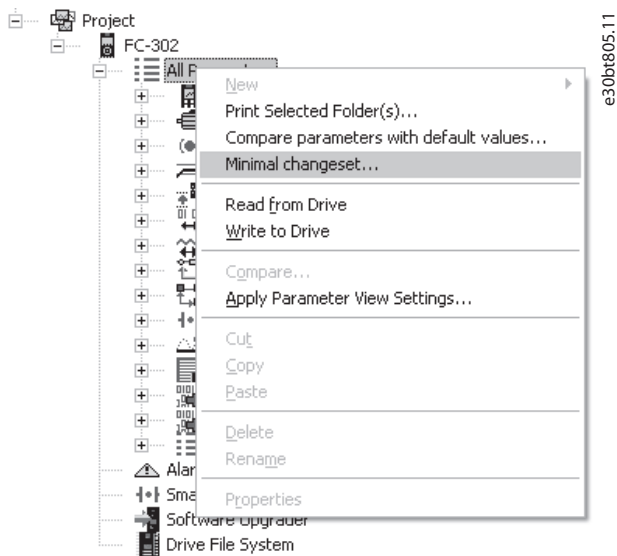 Project
FC-302
All
New
Print Selected Folder(s)...
Compare parameters with default values...
Minimal changeset...
Read from Drive
Write to Drive
Compare...
Apply Parameter View Settings...
Cut
Copy
Paste
Delete
Rename
Properties
Alar
Sma
Software Upgrader
Drive File System
e30bt805.11